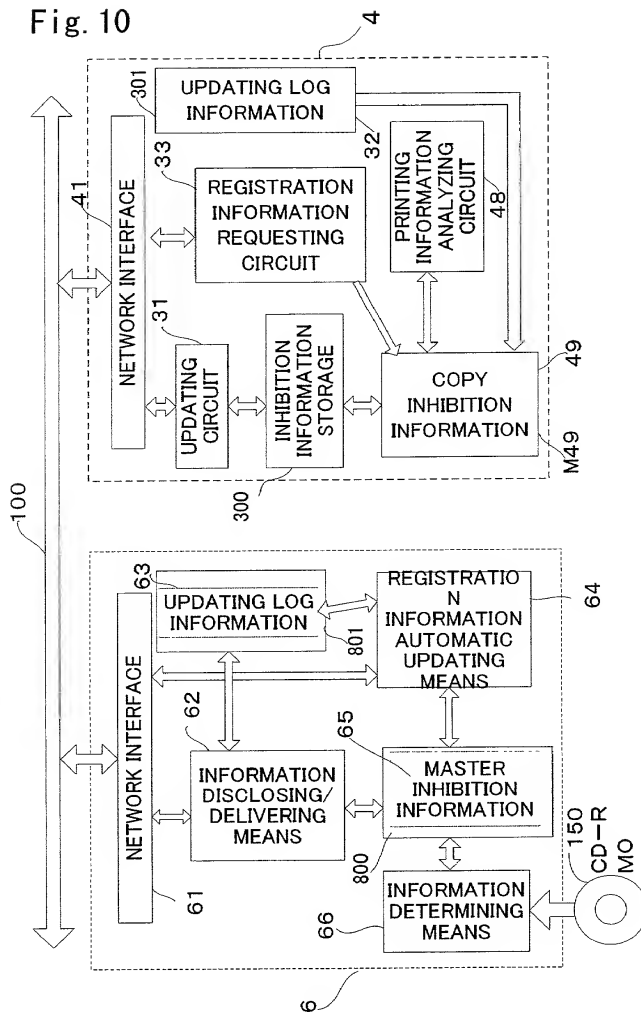 Fig. 10
100
4
41
NETWORK INTERFACE
301
UPDATING LOG
INFORMATION
32
33
REGISTRATION
INFORMATION
REQUESTING
CIRCUIT
PRINTING
INFORMATION
ANALYZING
CIRCUIT
48
31
UPDATING
CIRCUIT
INHIBITION
INFORMATION
STORAGE
300
COPY
INHIBITION
INFORMATION
49
M49
6
NETWORK INTERFACE
61
63
UPDATING LOG
INFORMATION
801
REGISTRATIO
N
INFORMATION
AUTOMATIC
UPDATING
MEANS
64
62
INFORMATION
DISCLOSING/
DELIVERING
MEANS
65
MASTER
INHIBITION
INFORMATION
800
INFORMATION
DETERMINING
MEANS
66
150
CD-R
MO